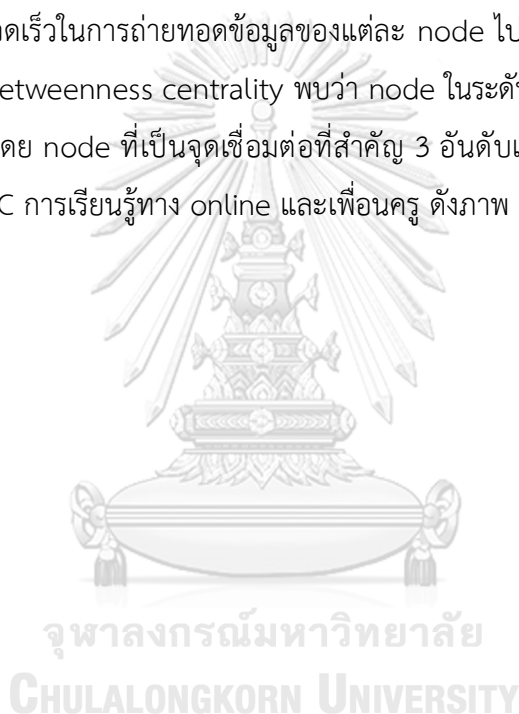 ดเร็วในการถ่ายทอดข้อมูลของแต่ละ node ไป
etweenness centrality พบว่า node ในระดั
ดย node ที่เป็นจุดเชื่อมต่อที่สำคัญ 3 อันดับแ
C การเรียนรู้ทาง online และเพื่อนครู ดังภาพ
จุฬาลงกรณ์มหาวิทยาลัย
CHULALONGKORN UNIVERSITY